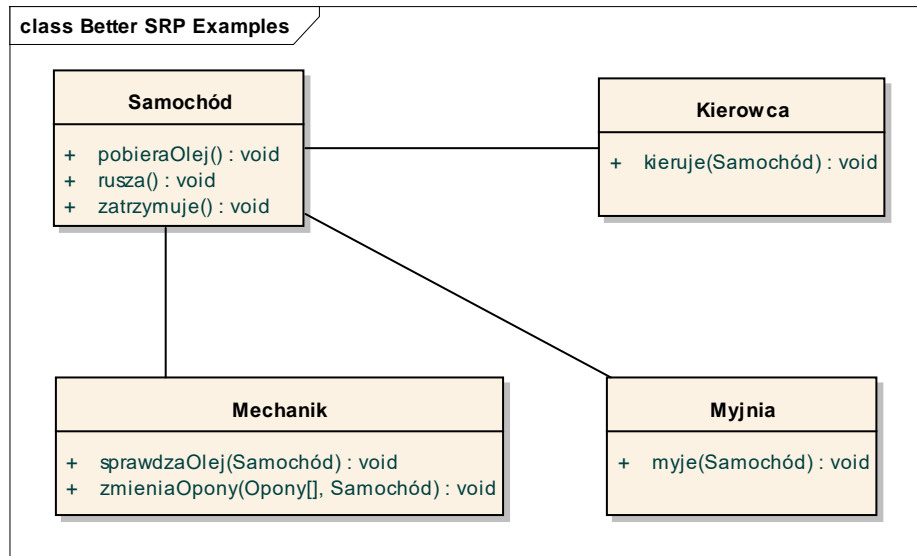 class Better SRP Examples
Samochód
+ pobieraOlej() : void
+ rusza() : void
+ zatrzymuje() : void
Kierowca
+ kieruje(Samochód) : void
Mechanik
+ sprawdzaOlej(Samochód) : void
+ zmieniaOpony(Opony[], Samochód) : void
Myjnia
+ myje(Samochód) : void